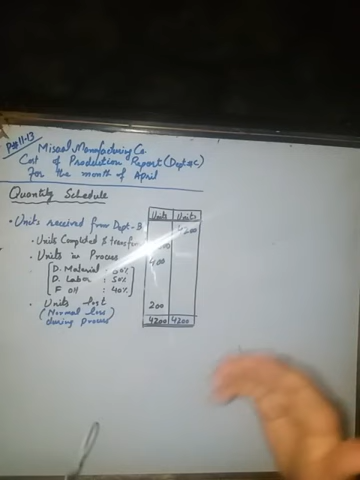 P#11-13
Misaal Manufacturing Co
Cost of Production Report (Dept # C)
For the month of April
Quantity Schedule
Units Units
• Units received from Dept-B 4200
• Units Completed & transfer
• Units in Process 400
D. Material :
D. Labor : 50%
F OH : 40%
• Units lost 200
(Normal loss)
during process
4200 4200